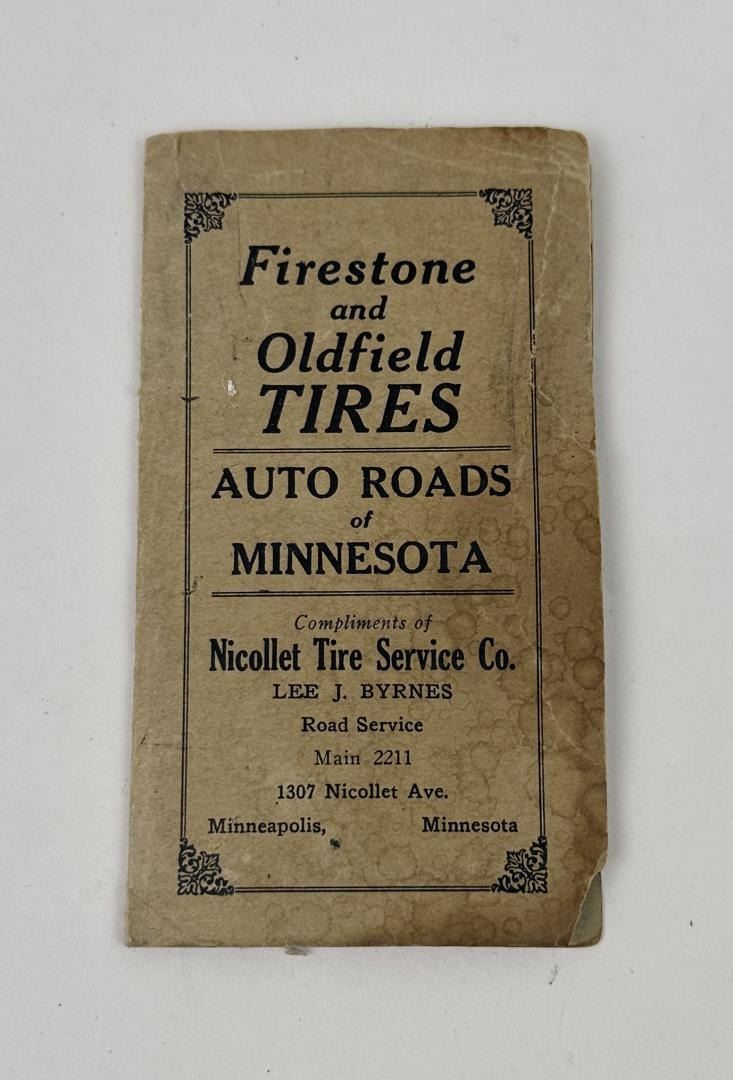 Firestone
and
Oldfield
TIRES
AUTO ROADS
of
MINNESOTA
Compliments of
Nicollet Tire Service Co.
LEE J. BYRNES
Road Service
Main 2211
1307 Nicollet Ave.
Minneapolis, Minnesota